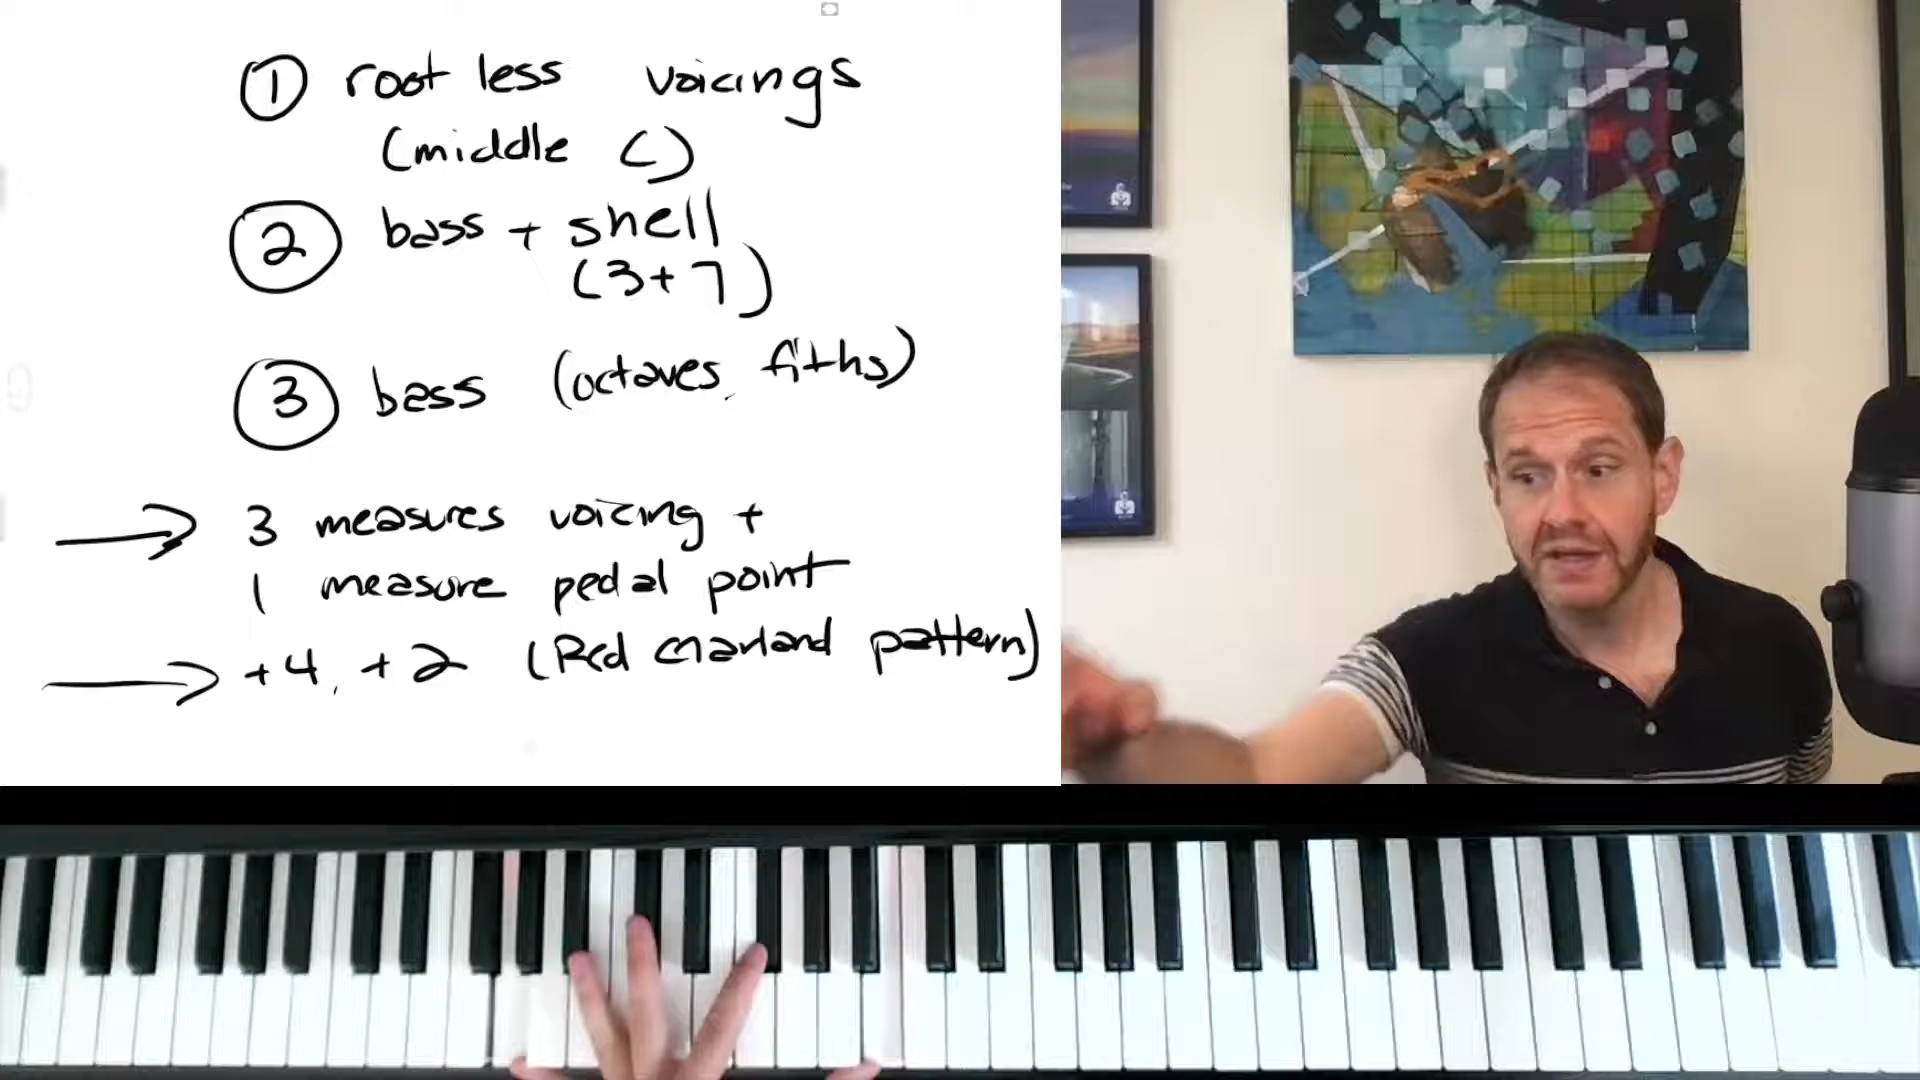 ① root less voicings
(middle C)
② bass + shell
(3+7)
③ bass (octaves, fifths)
→ 3 measures voicing +
1 measure pedal point
→ +4, +2 (Red Garland pattern)